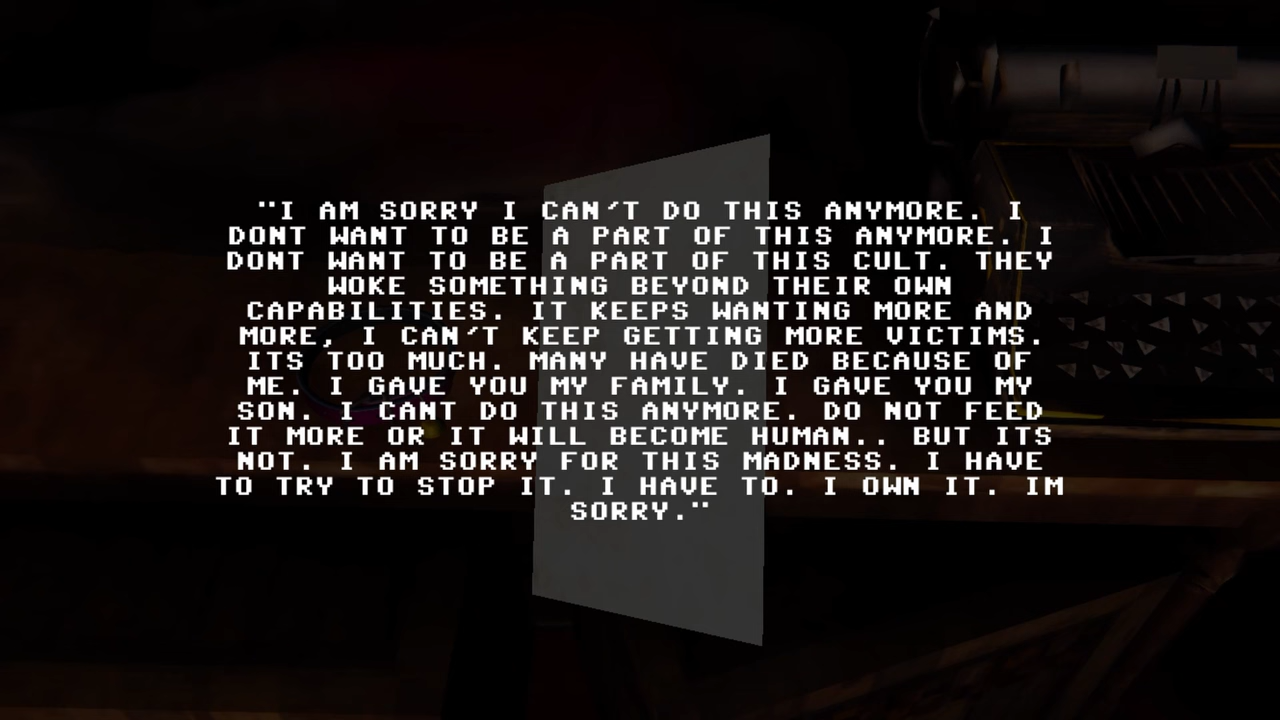 "I AM SORRY I CAN'T DO THIS ANYMORE. I
DONT WANT TO BE A PART OF THIS ANYMORE. I
DONT WANT TO BE A PART OF THIS CULT. THEY
WOKE SOMETHING BEYOND THEIR OWN
CAPABILITIES. IT KEEPS WANTING MORE AND
MORE, I CAN'T KEEP GETTING MORE VICTIMS.
ITS TOO MUCH. MANY HAVE DIED BECAUSE OF
ME. I GAVE YOU MY FAMILY. I GAVE YOU MY
SON. I CANT DO THIS ANYMORE. DO NOT FEED
IT MORE OR IT WILL BECOME HUMAN.. BUT ITS
NOT. I AM SORRY FOR THIS MADNESS. I HAVE
TO TRY TO STOP IT. I HAVE TO. I OWN IT. IM
SORRY."